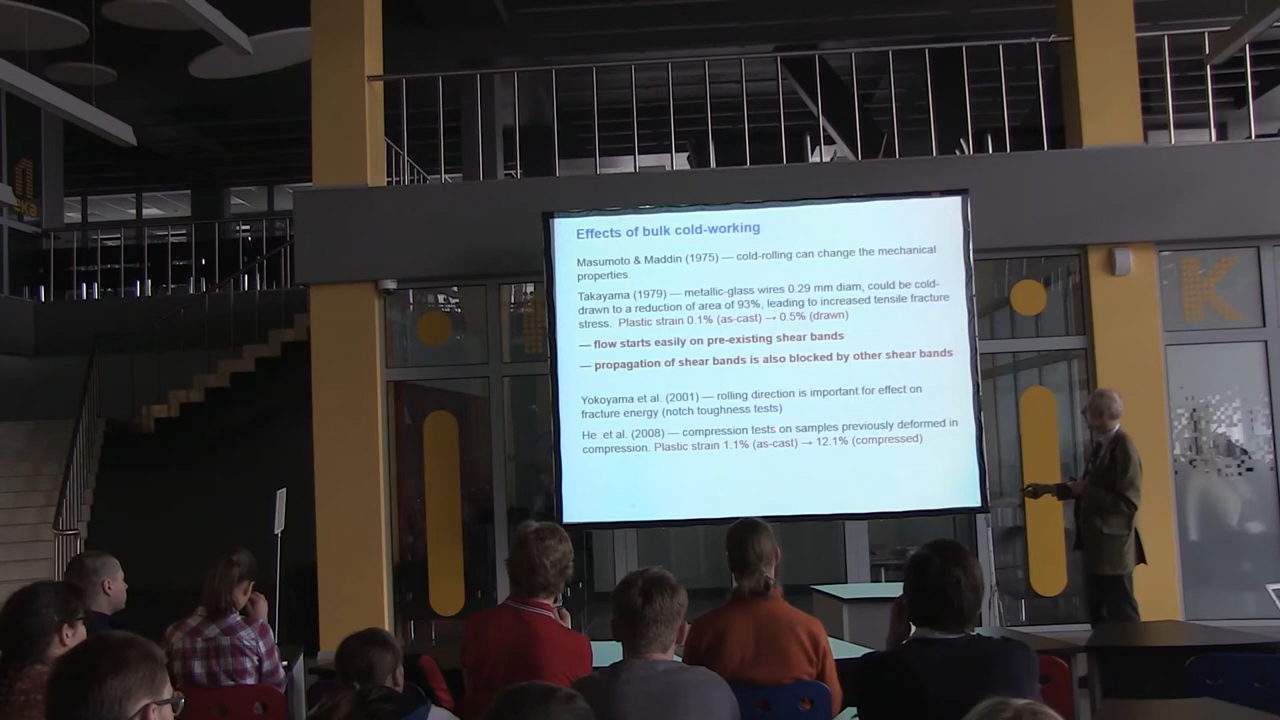 Effects of bulk cold-working
Masumoto & Maddin (1975) — cold-rolling can change the mechanical
properties.
Takayama (1979) — metallic-glass wires 0.29 mm diam, could be cold-
drawn to a reduction of area of 93%, leading to increased tensile fracture
stress. Plastic strain 0.1% (as-cast) → 0.5% (drawn)
— flow starts easily on pre-existing shear bands
— propagation of shear bands is also blocked by other shear bands
Yokoyama et al. (2001) — rolling direction is important for effect on
fracture energy (notch toughness tests)
He et al. (2008) — compression tests on samples previously deformed in
compression. Plastic strain 1.1% (as-cast) → 12.1% (compressed)
K